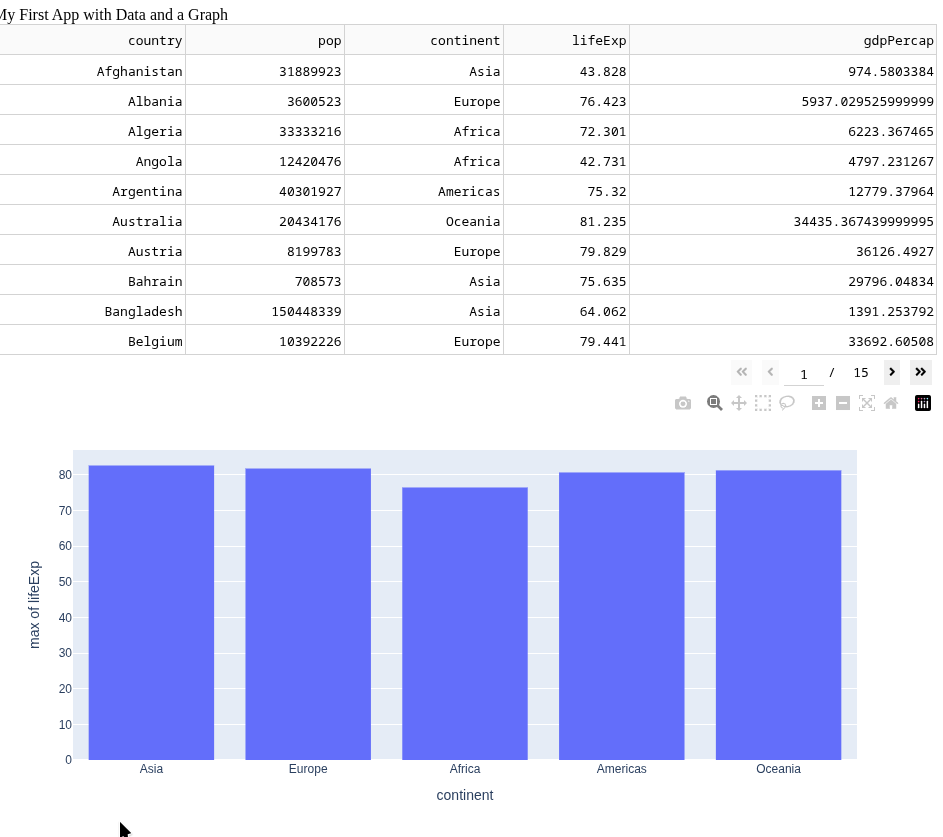 My First App with Data and a Graph
country pop continent lifeExp gdpPercap
Afghanistan 31889923 Asia 43.828 974.5803384
Albania 3600523 Europe 76.423 5937.029525999999
Algeria 33333216 Africa 72.301 6223.367465
Angola 12420476 Africa 42.731 4797.231267
Argentina 40301927 Americas 75.32 12779.37964
Australia 20434176 Oceania 81.235 34435.367439999995
Austria 8199783 Europe 79.829 36126.4927
Bahrain 708573 Asia 75.635 29796.04834
Bangladesh 150448339 Asia 64.062 1391.253792
Belgium 10392226 Europe 79.441 33692.60508
1 / 15
80
70
60
50
40
30
20
10
0
max of lifeExp
Asia Europe Africa Americas Oceania
continent